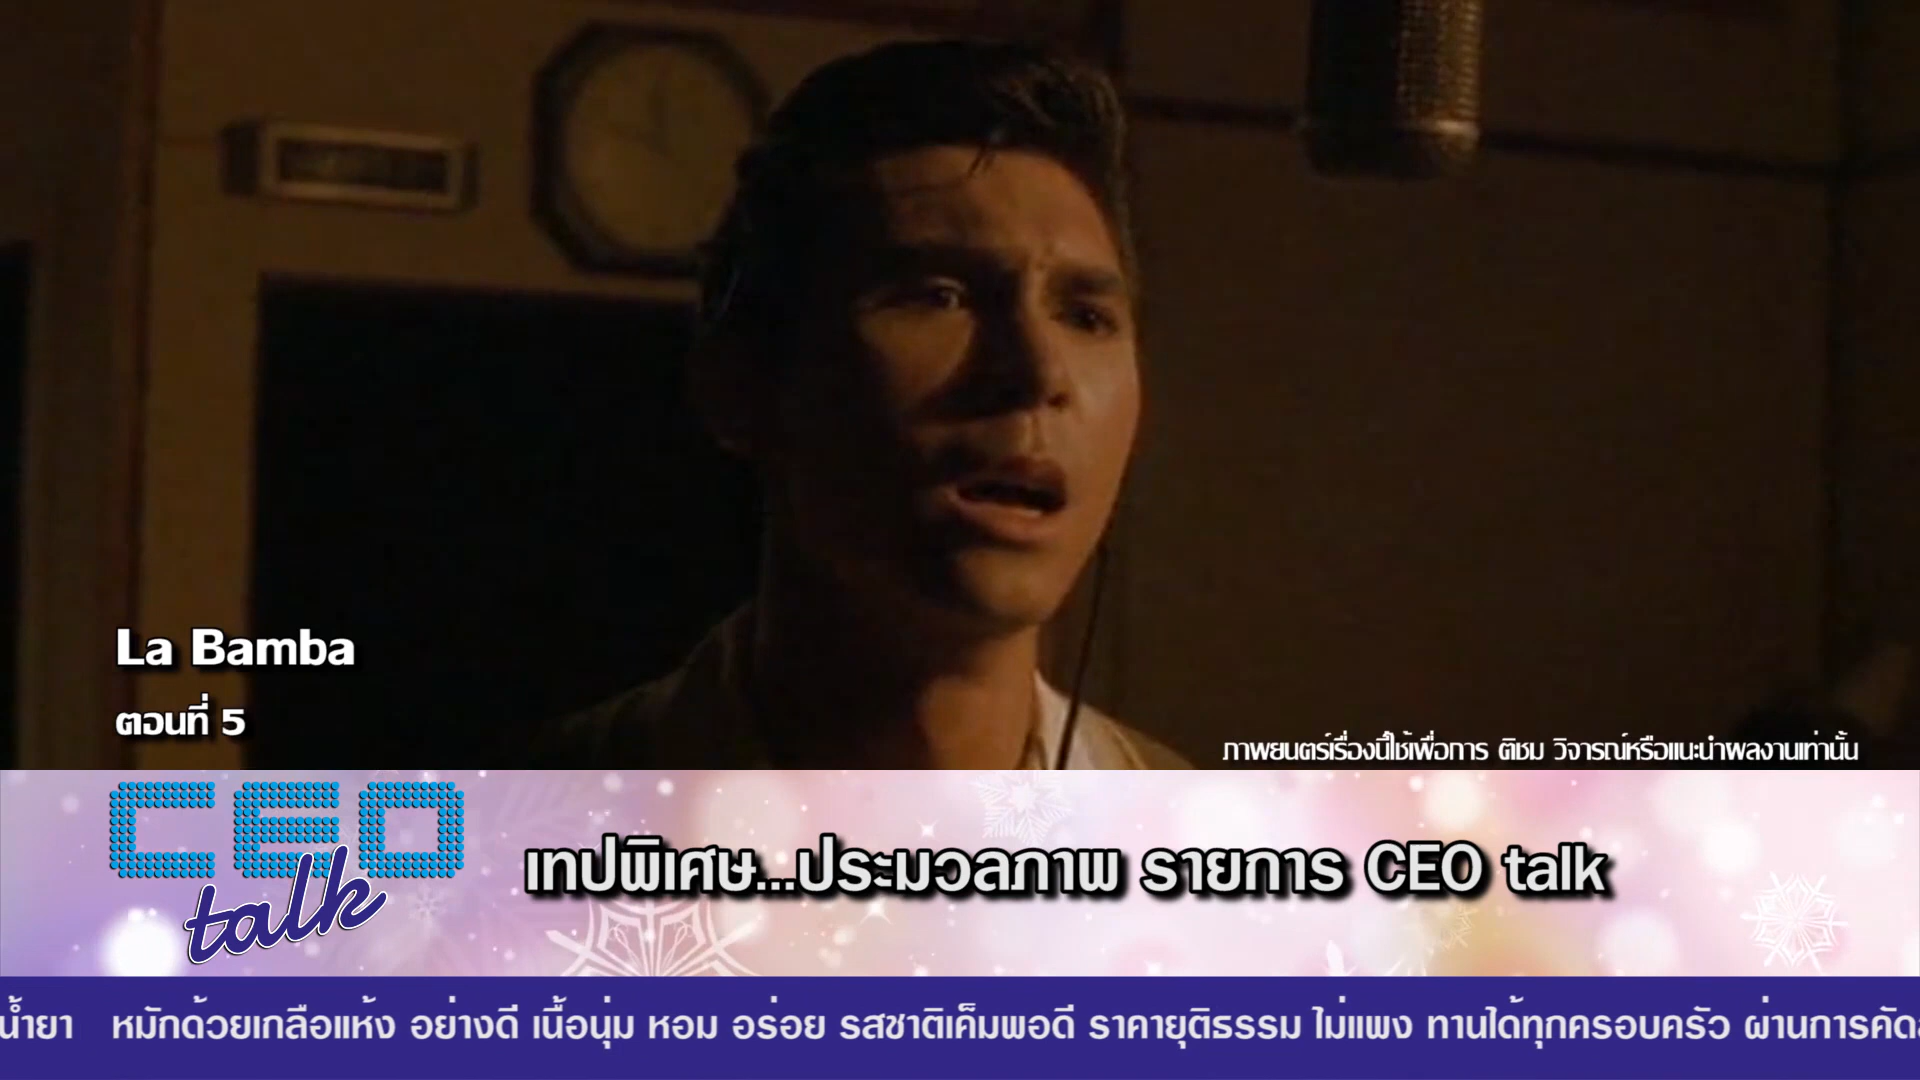 La Bamba
ตอนที่ 5
ภาพยนตร์เรื่องนี้ใช้เพื่อการ ติชม วิจารณ์หรือแนะนำผลงานเท่านั้น
CEO
talk
เทปพิเศษ...ประมวลภาพ รายการ CEO talk
น้ำยา หมักด้วยเกลือแห้ง อย่างดี เนื้อนุ่ม หอม อร่อย รสชาติเค็มพอดี ราคายุติธรรม ไม่แพง ทานได้ทุกครอบครัว ผ่านการคัด